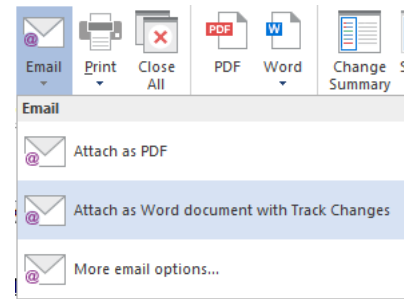 Email Print Close All PDF Word Change Summary
Email
Attach as PDF
Attach as Word document with Track Changes
More email options...